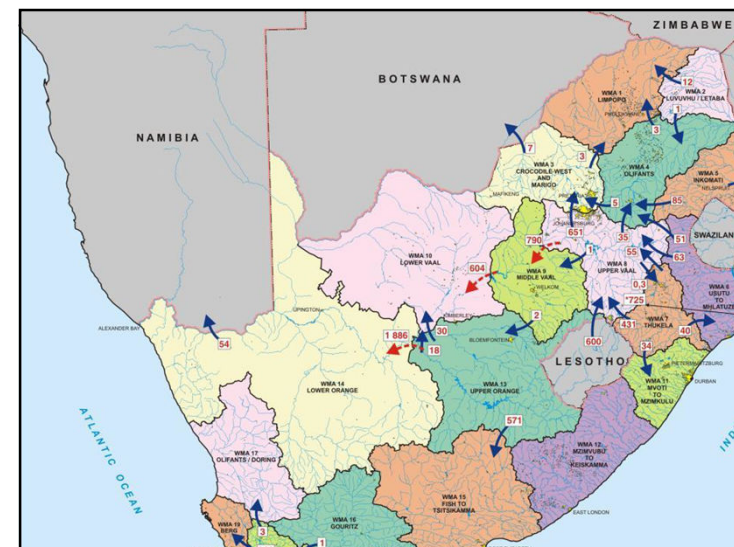 ZIMBABWE
BOTSWANA
NAMIBIA
WMA 1
LIMPOPO
12
WMA 2
LUVUVHU / LETABA
1
3
7
3
WMA 3
CROCODILE WEST
AND
MARICO
WMA 4
OLIFANTS
WMA 5
INKOMATI
NELSPRUIT
MAFIKENG
5
85
651
35
51
SWAZILAN
790
1
55
63
WMA 10
LOWER VAAL
604
WMA 9
MIDDLE VAAL
WELKOM
WMA 8
UPPER VAAL
0,3
*725
WMA 6
USUTU
TO
MHLATUZE
UPINGTON
ALEXANDER BAY
54
KIMBERLEY
1 886
30
18
2
BLOEMFONTEIN
600
431
WMA 7
THUKELA
40
34
LESOTHO
PIETERMARITZBURG
DURBAN
WMA 14
LOWER ORANGE
WMA 13
UPPER ORANGE
WMA 11
MVOTI
TO
MZIMKULU
571
ATLANTIC OCEAN
IND
WMA 17
OLIFANTS / DORING
WMA 12
MZIMVUBU
TO
KEISKAMMA
WMA 15
FISH TO
TSITSIKAMMA
EAST LONDON
WMA 16
GOURITZ
3
BERG
1